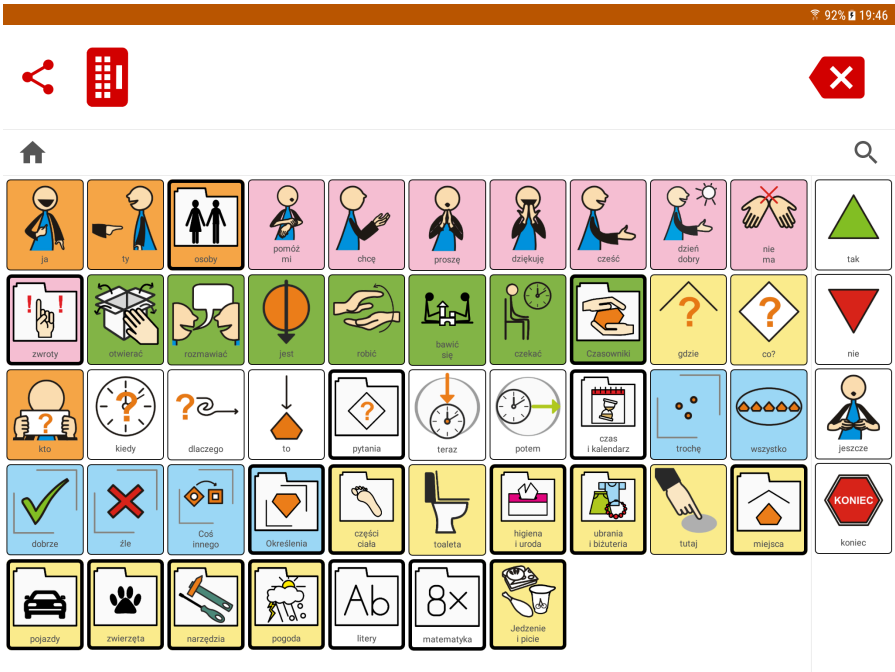 92% 19:46
ja
ty
osoby
pomóż
mi
chcę
proszę
dziękuję
cześć
dzień
dobry
nie
ma
tak
!!
zwroty
otwierać
rozmawiać
jest
robić
bawić
się
czekać
Czasowniki
?
gdzie
?
co?
nie
?
kto
?
kiedy
?
dlaczego
to
?
pytania
teraz
potem
czas
i kalendarz
trochę
wszystko
jeszcze
dobrze
źle
Coś
innego
Określenia
części
ciała
toaleta
higiena
i uroda
ubrania
i biżuteria
tutaj
miejsca
KONIEC
koniec
pojazdy
zwierzęta
narzędzia
pogoda
Ab
litery
8×
matematyka
Jedzenie
i picie